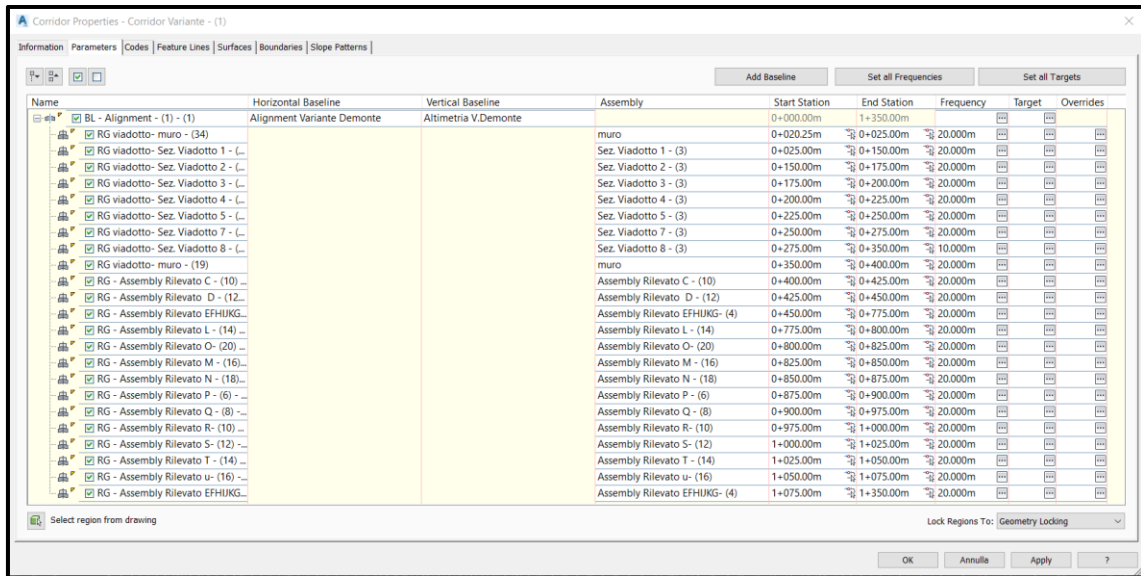 Corridor Properties - Corridor Variante - (1)
Information Parameters Codes Feature Lines Surfaces Boundaries Slope Patterns
Add Baseline Set all Frequencies Set all Targets
Name Horizontal Baseline Vertical Baseline Assembly Start Station End Station Frequency Target Overrides
BL - Alignment - (1) - (1) Alignment Variante Demonte Altimetria V.Demonte 0+000.00m 1+350.00m
RG viadotto- muro - (34) muro 0+020.25m 0+025.00m 20.000m
RG viadotto- Sez. Viadotto 1 - (... Sez. Viadotto 1 - (3) 0+025.00m 0+150.00m 20.000m
RG viadotto- Sez. Viadotto 2 - (... Sez. Viadotto 2 - (3) 0+150.00m 0+175.00m 20.000m
RG viadotto- Sez. Viadotto 3 - (... Sez. Viadotto 3 - (3) 0+175.00m 0+200.00m 20.000m
RG viadotto- Sez. Viadotto 4 - (... Sez. Viadotto 4 - (3) 0+200.00m 0+225.00m 20.000m
RG viadotto- Sez. Viadotto 5 - (... Sez. Viadotto 5 - (3) 0+225.00m 0+250.00m 20.000m
RG viadotto- Sez. Viadotto 7 - (... Sez. Viadotto 7 - (3) 0+250.00m 0+275.00m 20.000m
RG viadotto- Sez. Viadotto 8 - (... Sez. Viadotto 8 - (3) 0+275.00m 0+350.00m 10.000m
RG viadotto- muro - (19) muro 0+350.00m 0+400.00m 20.000m
RG - Assembly Rilevato C - (10) ... Assembly Rilevato C - (10) 0+400.00m 0+425.00m 20.000m
RG - Assembly Rilevato D - (12... Assembly Rilevato D - (12) 0+425.00m 0+450.00m 20.000m
RG - Assembly Rilevato EFHIJKG... Assembly Rilevato EFHIJKG- (4) 0+450.00m 0+775.00m 20.000m
RG - Assembly Rilevato L - (14) ... Assembly Rilevato L - (14) 0+775.00m 0+800.00m 20.000m
RG - Assembly Rilevato O- (20) ... Assembly Rilevato O- (20) 0+800.00m 0+825.00m 20.000m
RG - Assembly Rilevato M - (16)... Assembly Rilevato M - (16) 0+825.00m 0+850.00m 20.000m
RG - Assembly Rilevato N - (18)... Assembly Rilevato N - (18) 0+850.00m 0+875.00m 20.000m
RG - Assembly Rilevato P - (6) - ... Assembly Rilevato P - (6) 0+875.00m 0+900.00m 20.000m
RG - Assembly Rilevato Q - (8) -... Assembly Rilevato Q - (8) 0+900.00m 0+975.00m 20.000m
RG - Assembly Rilevato R- (10) ... Assembly Rilevato R- (10) 0+975.00m 1+000.00m 20.000m
RG - Assembly Rilevato S- (12) -... Assembly Rilevato S- (12) 1+000.00m 1+025.00m 20.000m
RG - Assembly Rilevato T - (14) ... Assembly Rilevato T - (14) 1+025.00m 1+050.00m 20.000m
RG - Assembly Rilevato u- (16) -... Assembly Rilevato u- (16) 1+050.00m 1+075.00m 20.000m
RG - Assembly Rilevato EFHIJKG... Assembly Rilevato EFHIJKG- (4) 1+075.00m 1+350.00m 20.000m
Select region from drawing Lock Regions To: Geometry Locking
OK Annulla Apply ?